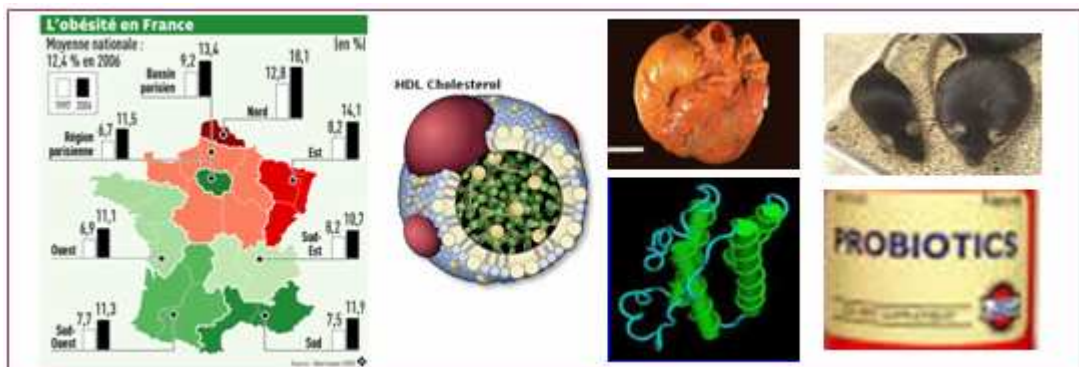 L'obésité en France
Moyenne nationale :
12,4 % en 2006
(en %)
1997
2006
9,2
13,4
Bassin
parisien
12,8
18,1
Nord
8,2
14,1
Est
6,7
11,5
Région
parisienne
6,9
11,1
Ouest
8,2
10,7
Sud-
Est
7,7
11,3
Sud-
Ouest
7,5
11,9
Sud
HDL Cholesterol
PROBIOTICS